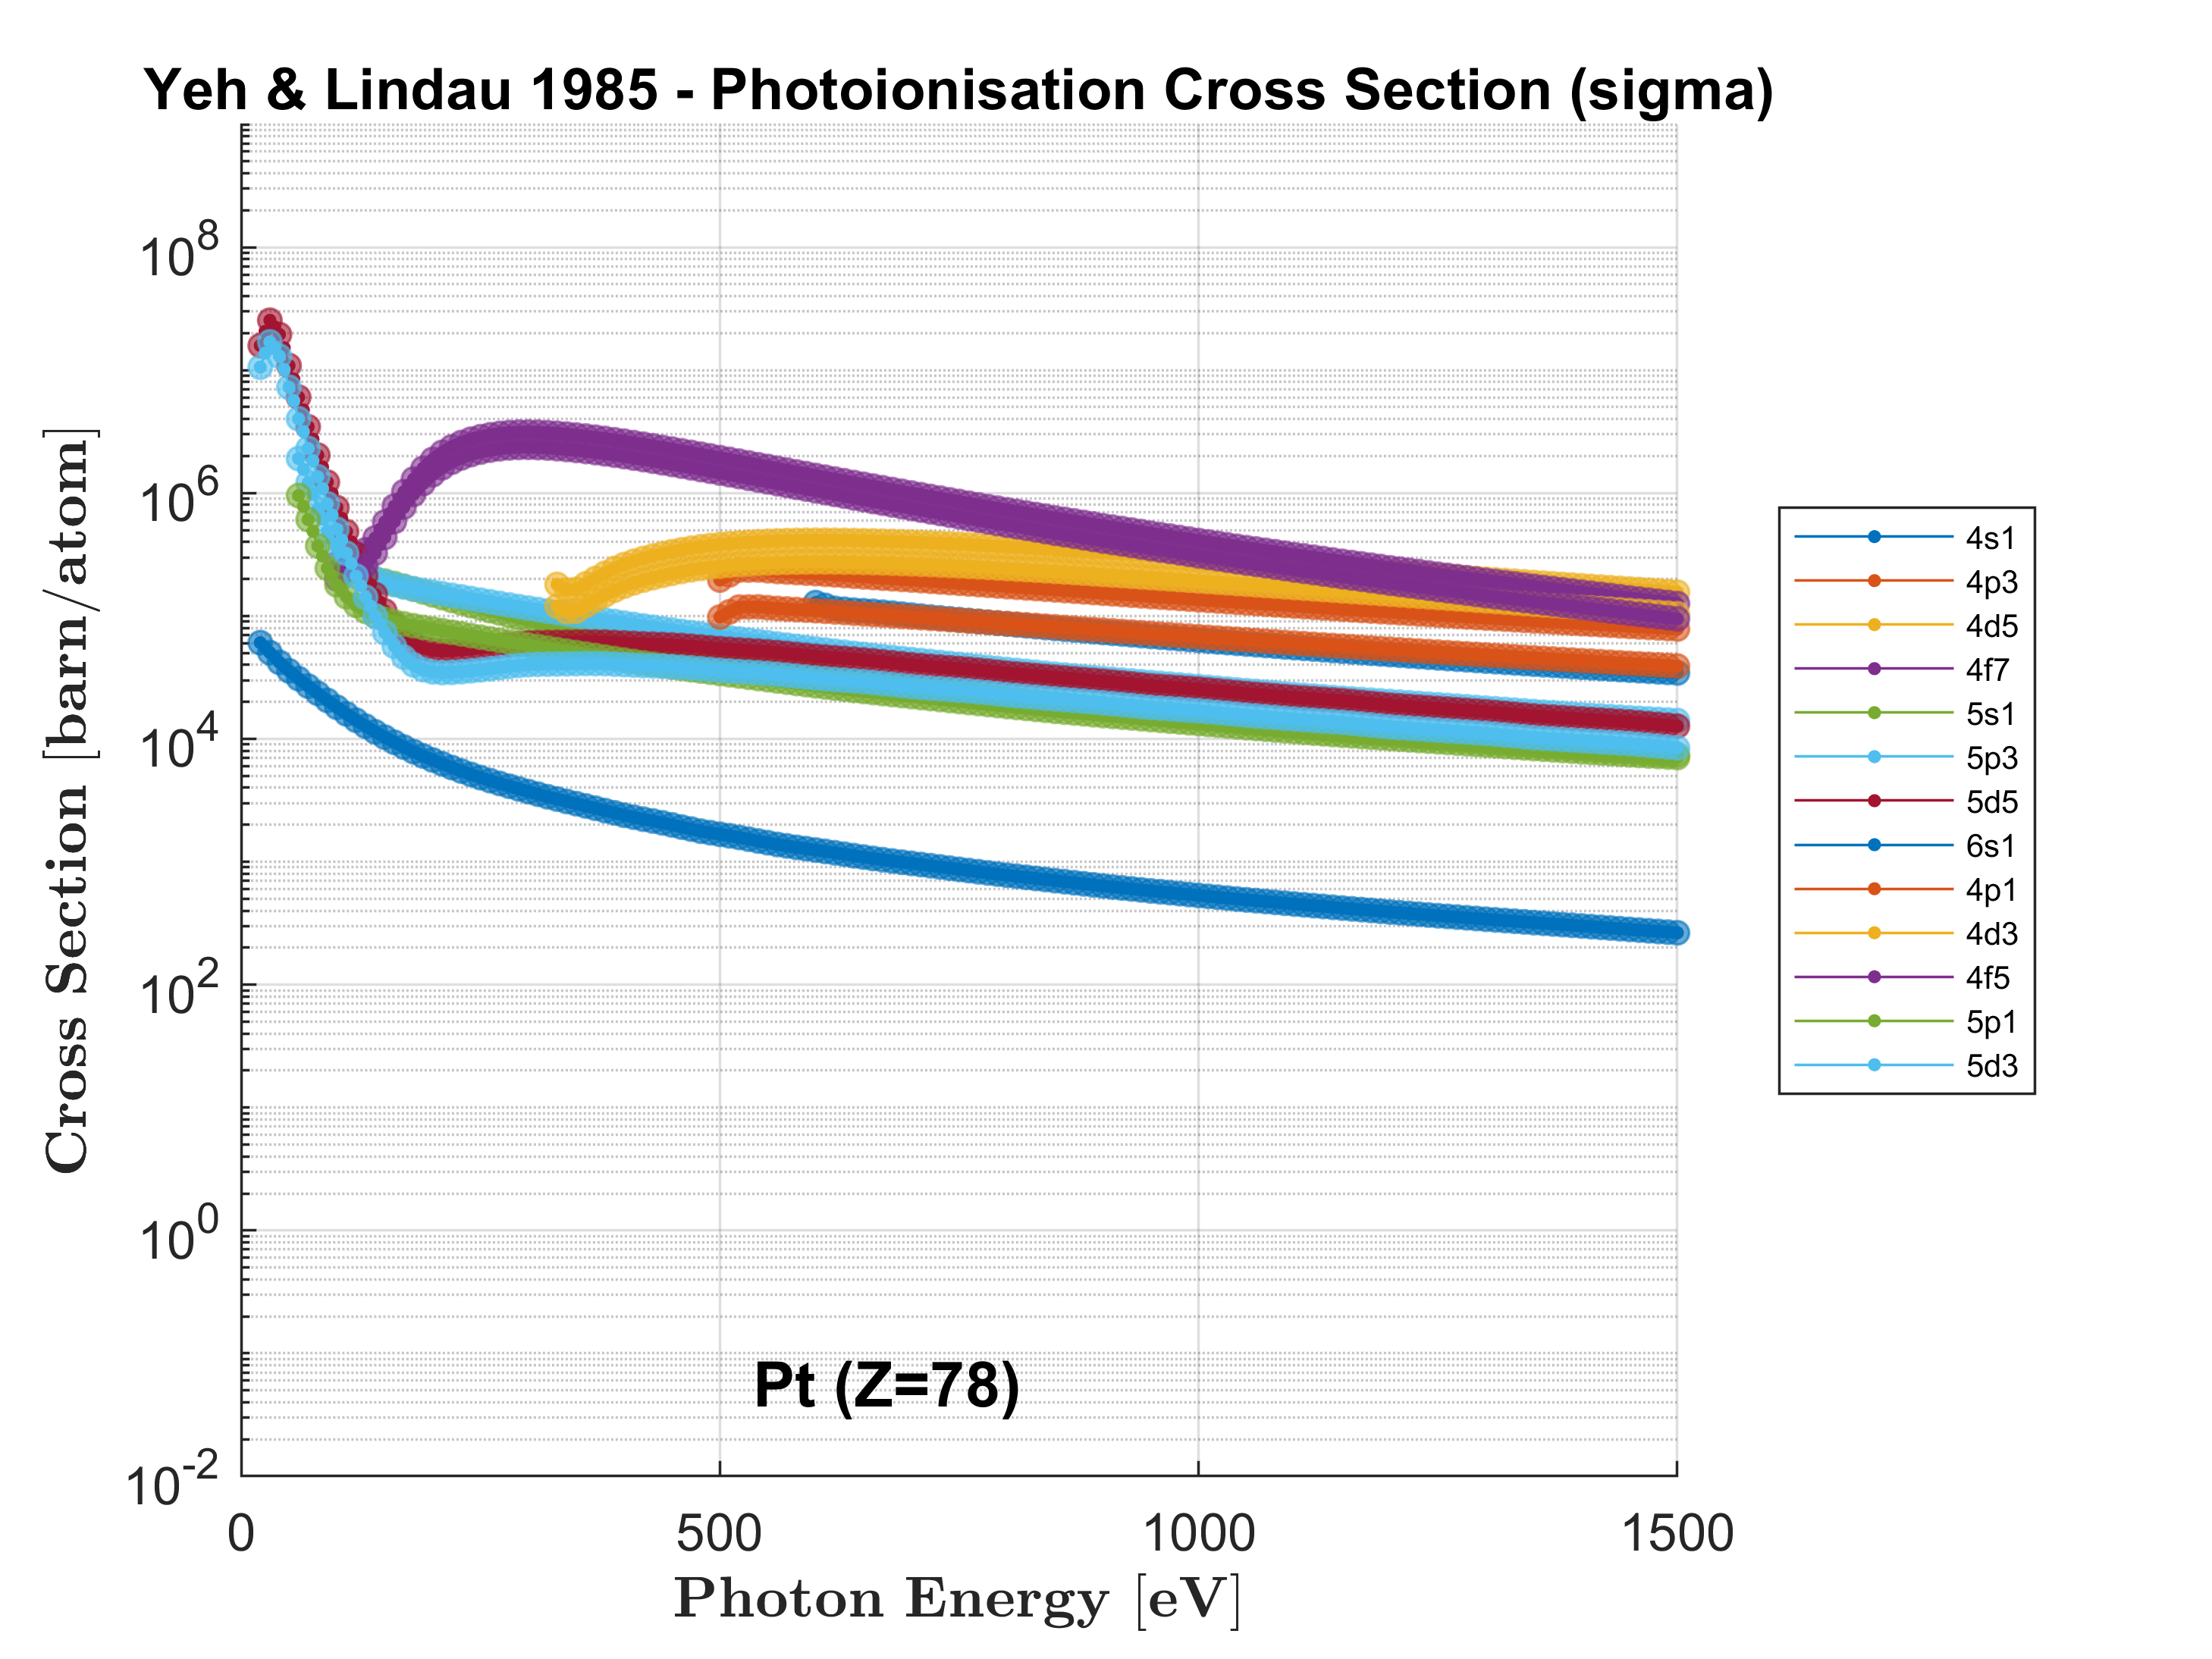 Yeh & Lindau 1985 - Photoionisation Cross Section (sigma)
Cross Section [barn/atom]
10^8
10^6
10^4
10^2
10^0
10^-2
0 500 1000 1500
Photon Energy [eV]
Pt (Z=78)
4s1
4p3
4d5
4f7
5s1
5p3
5d5
6s1
4p1
4d3
4f5
5p1
5d3